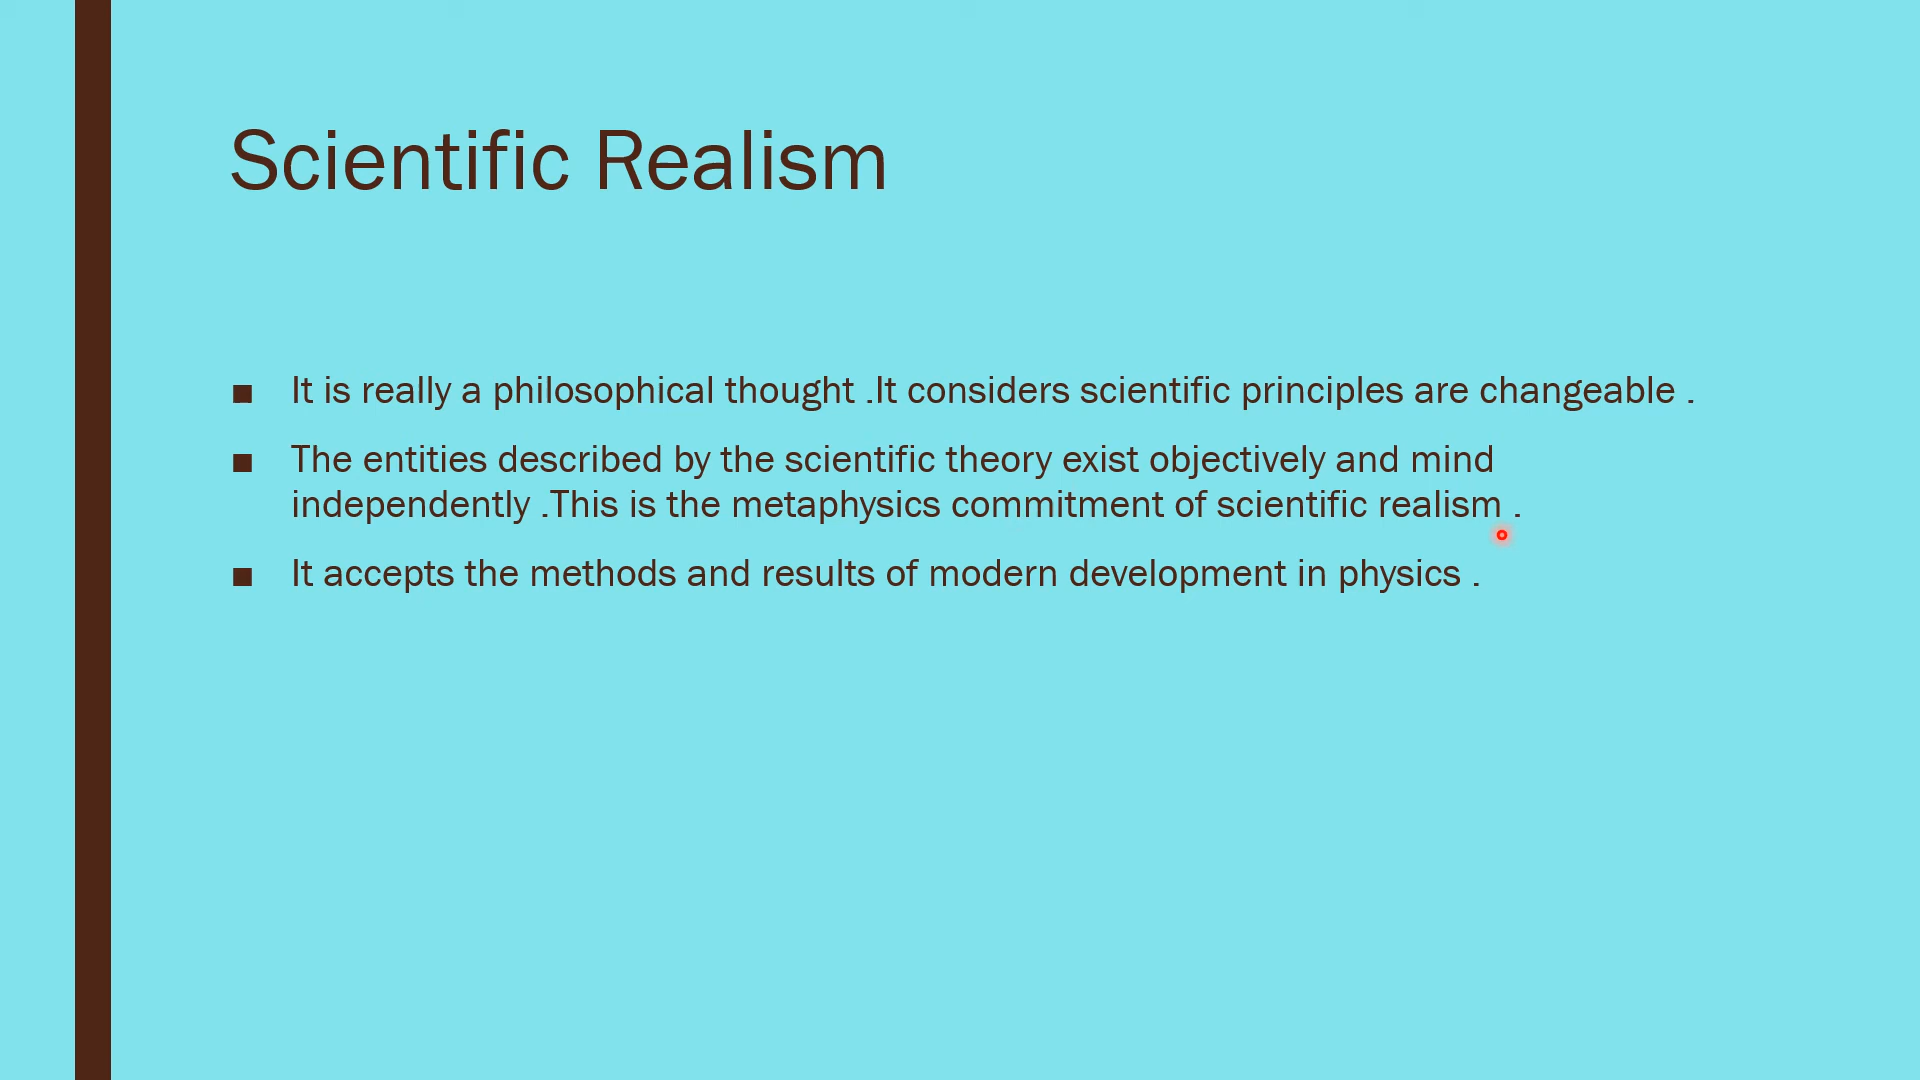 Scientific Realism
■ It is really a philosophical thought .It considers scientific principles are changeable .
■ The entities described by the scientific theory exist objectively and mind
independently .This is the metaphysics commitment of scientific realism .
■ It accepts the methods and results of modern development in physics .